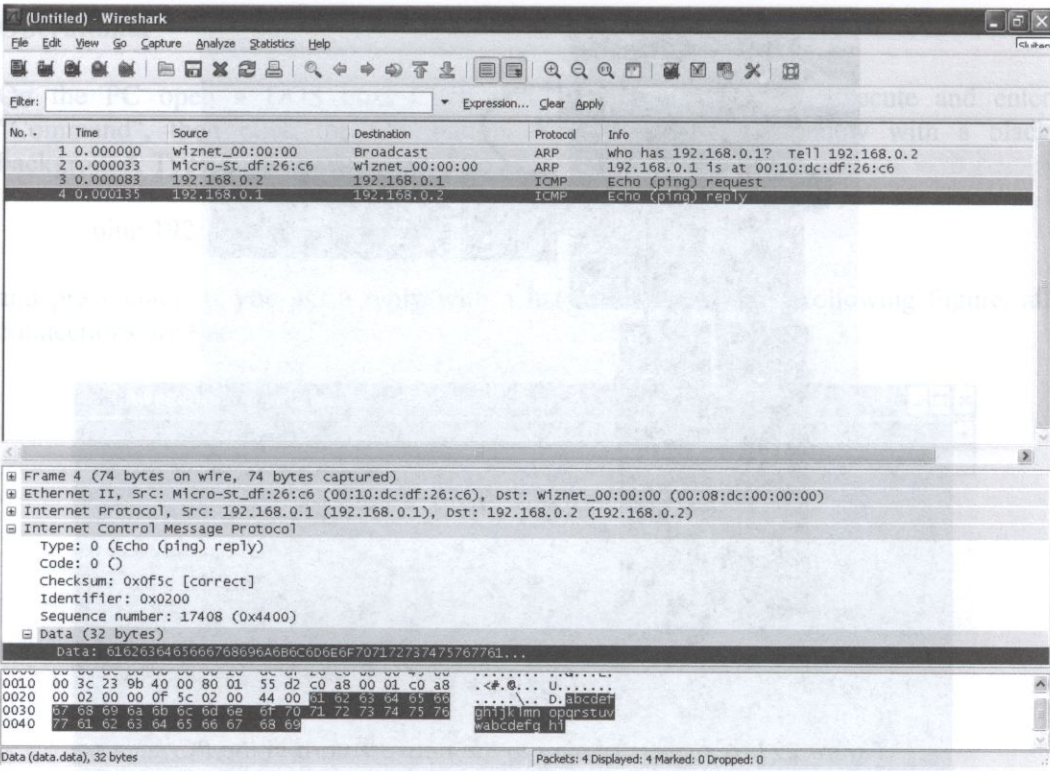 (Untitled) - Wireshark
File Edit View Go Capture Analyze Statistics Help
Filter: Expression... Clear Apply
No. - Time Source Destination Protocol Info
1 0.000000 Wiznet_00:00:00 Broadcast ARP Who has 192.168.0.1? Tell 192.168.0.2
2 0.000033 Micro-St_df:26:c6 Wiznet_00:00:00 ARP 192.168.0.1 is at 00:10:dc:df:26:c6
3 0.000083 192.168.0.2 192.168.0.1 ICMP Echo (ping) request
4 0.000135 192.168.0.1 192.168.0.2 ICMP Echo (ping) reply
Frame 4 (74 bytes on wire, 74 bytes captured)
Ethernet II, Src: Micro-St_df:26:c6 (00:10:dc:df:26:c6), Dst: Wiznet_00:00:00 (00:08:dc:00:00:00)
Internet Protocol, Src: 192.168.0.1 (192.168.0.1), Dst: 192.168.0.2 (192.168.0.2)
Internet Control Message Protocol
Type: 0 (Echo (ping) reply)
Code: 0 ()
Checksum: 0x0f5c [correct]
Identifier: 0x0200
Sequence number: 17408 (0x4400)
Data (32 bytes)
Data: 6162636465666768696A6B6C6D6E6F707172737475767761...
0010 00 3c 23 9b 40 00 80 01 55 d2 c0 a8 00 01 c0 a8 .<#.@... U.......
0020 00 02 00 00 0f 5c 02 00 44 00 61 62 63 64 65 66 .....\.. D.abcdef
0030 67 68 69 6a 6b 6c 6d 6e 6f 70 71 72 73 74 75 76 ghijklmn opqrstuv
0040 77 61 62 63 64 65 66 67 68 69 wabcdefg hi
Data (data.data), 32 bytes Packets: 4 Displayed: 4 Marked: 0 Dropped: 0